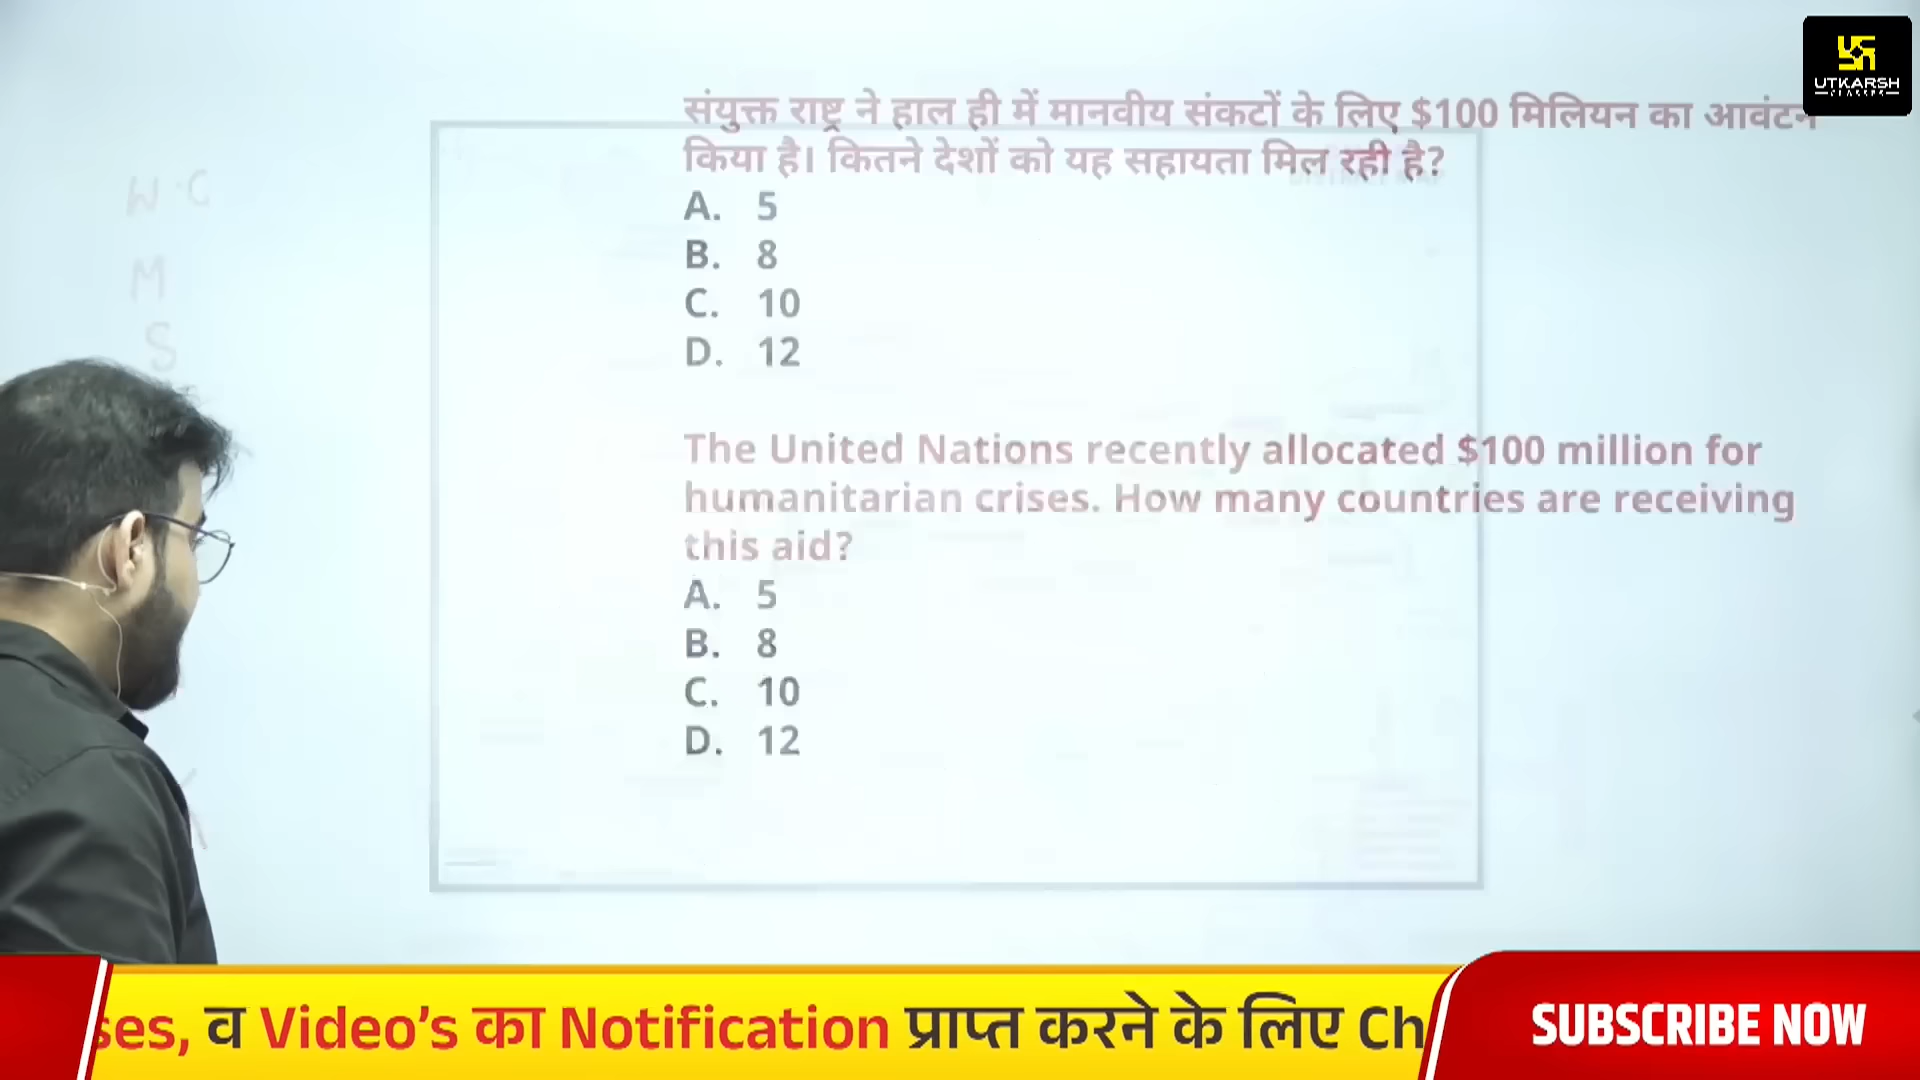 UTKARSH
CLASSES
संयुक्त राष्ट्र ने हाल ही में मानवीय संकटों के लिए $100 मिलियन का आवंटन
किया है। कितने देशों को यह सहायता मिल रही है?
A. 5
B. 8
C. 10
D. 12
The United Nations recently allocated $100 million for
humanitarian crises. How many countries are receiving
this aid?
A. 5
B. 8
C. 10
D. 12
W.C
M
S
ses, व Video's का Notification प्राप्त करने के लिए Ch
SUBSCRIBE NOW